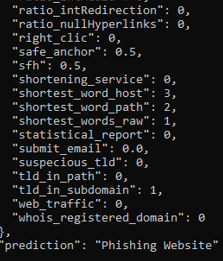 "ratio_intRedirection": 0,
"ratio_nullHyperlinks": 0,
"right_clic": 0,
"safe_anchor": 0.5,
"sfh": 0.5,
"shortening_service": 0,
"shortest_word_host": 3,
"shortest_word_path": 2,
"shortest_words_raw": 1,
"statistical_report": 0,
"submit_email": 0.0,
"suspicious_tld": 0,
"tld_in_path": 0,
"tld_in_subdomain": 1,
"web_traffic": 0,
"whois_registered_domain": 0
},
"prediction": "Phishing Website"